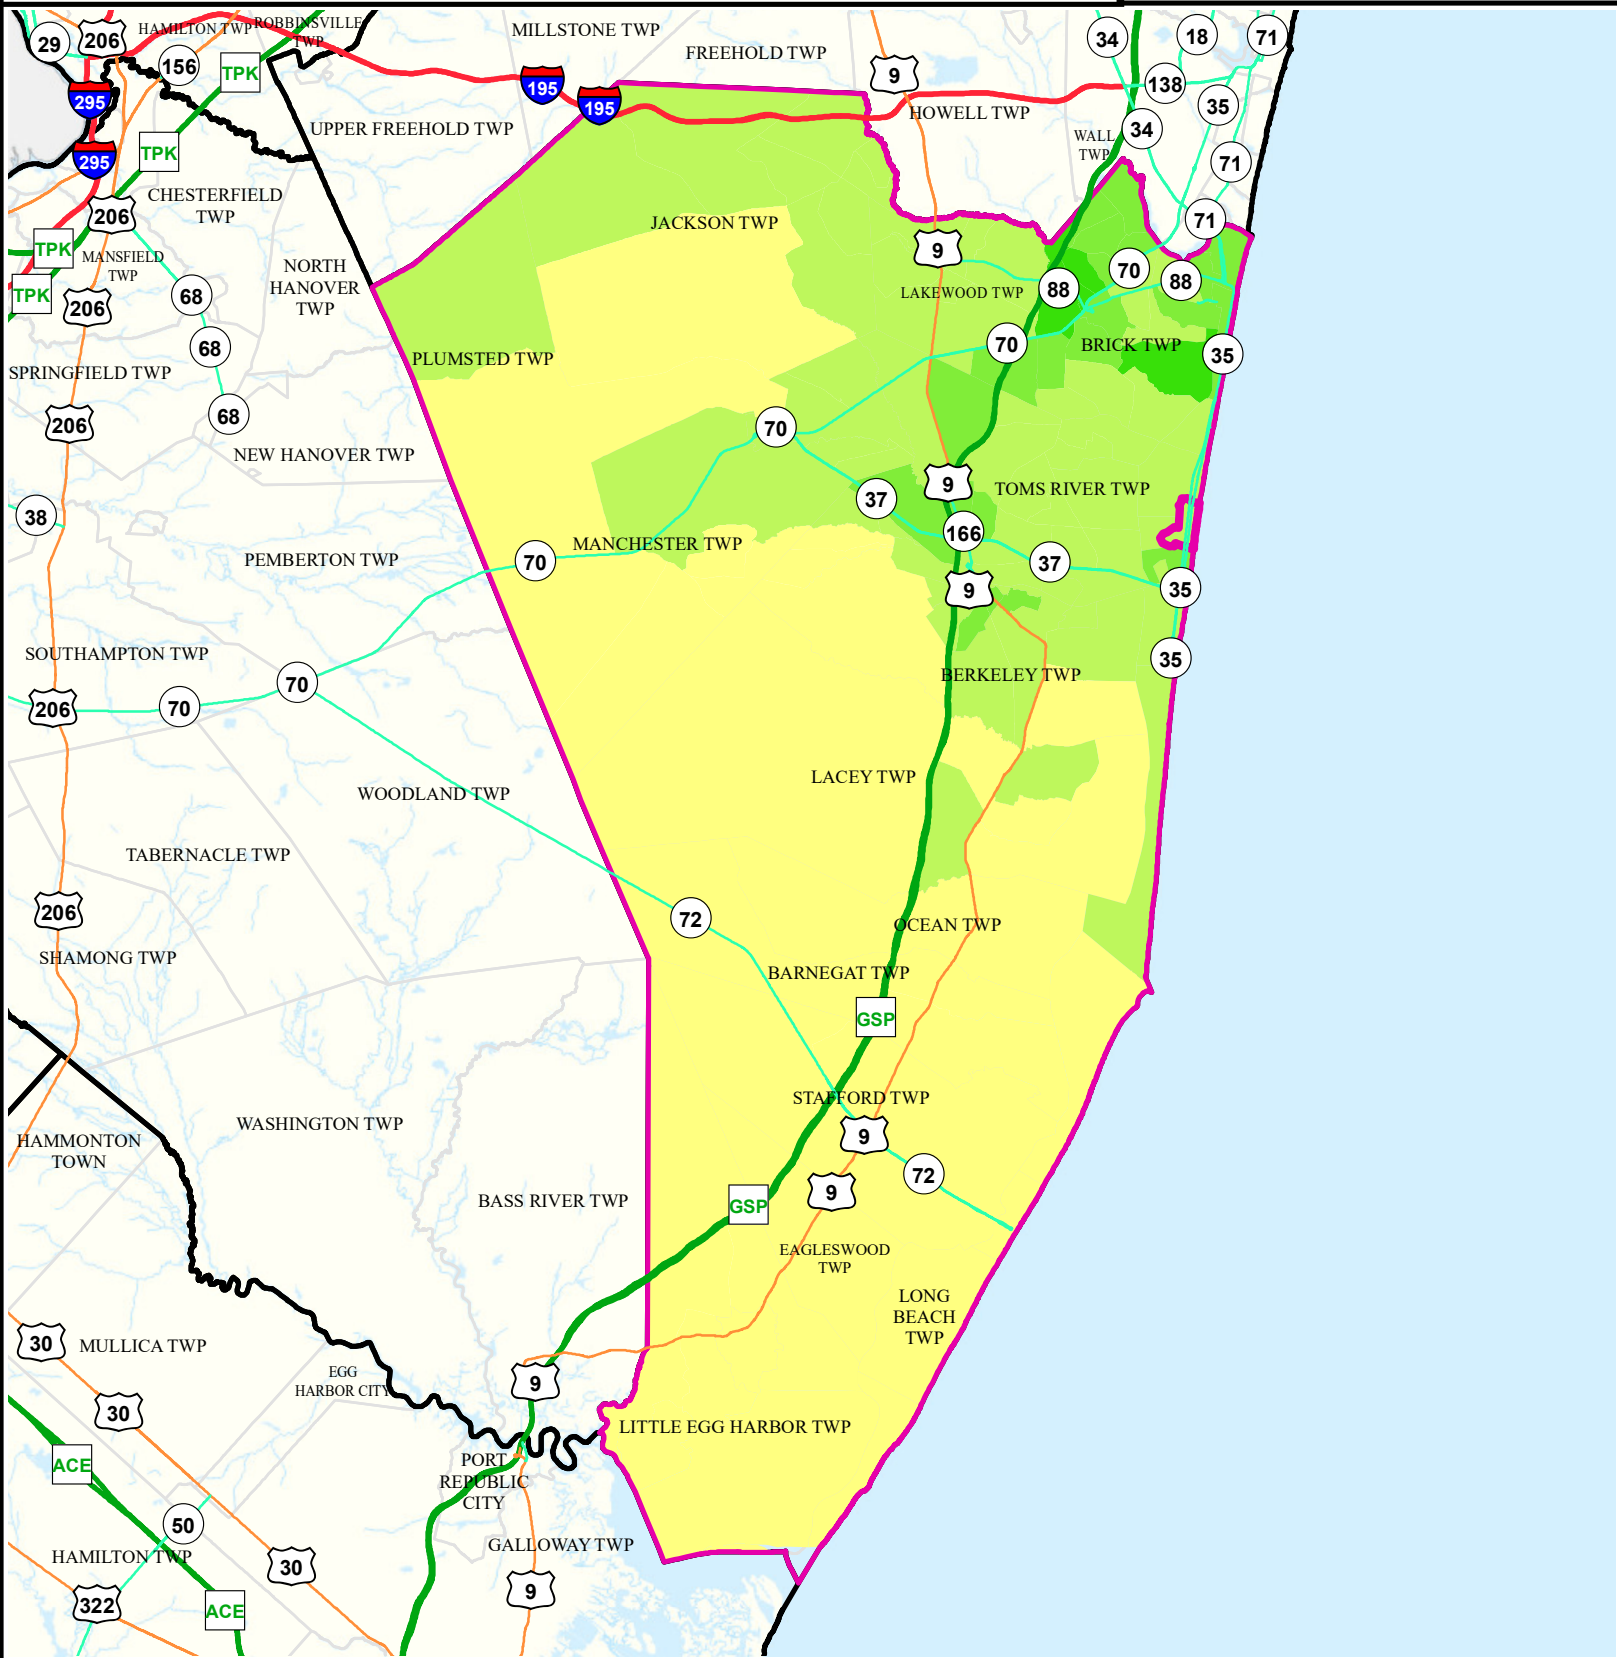 29
206
HAMILTON TWP
ROBBINSVILLE
TWP
MILLSTONE TWP
FREEHOLD TWP
34
18
71
156
TPK
9
138
195
195
295
35
HOWELL TWP
UPPER FREEHOLD TWP
34
WALL
TWP
TPK
295
71
CHESTERFIELD
TWP
206
JACKSON TWP
71
TPK
MANSFIELD
TWP
9
NORTH
HANOVER
TWP
70
88
TPK
68
LAKEWOOD TWP
88
206
68
70
BRICK TWP
35
PLUMSTED TWP
SPRINGFIELD TWP
68
206
70
NEW HANOVER TWP
9
TOMS RIVER TWP
37
38
166
MANCHESTER TWP
PEMBERTON TWP
70
37
9
35
SOUTHAMPTON TWP
35
BERKELEY TWP
70
206
70
LACEY TWP
WOODLAND TWP
TABERNACLE TWP
206
72
OCEAN TWP
SHAMONG TWP
BARNEGAT TWP
GSP
STAFFORD TWP
WASHINGTON TWP
9
HAMMONTON
TOWN
72
9
BASS RIVER TWP
GSP
EAGLESWOOD
TWP
LONG
BEACH
TWP
30
MULLICA TWP
EGG
HARBOR CITY
9
30
LITTLE EGG HARBOR TWP
ACE
PORT
REPUBLIC
CITY
50
GALLOWAY TWP
HAMILTON TWP
30
9
322
ACE